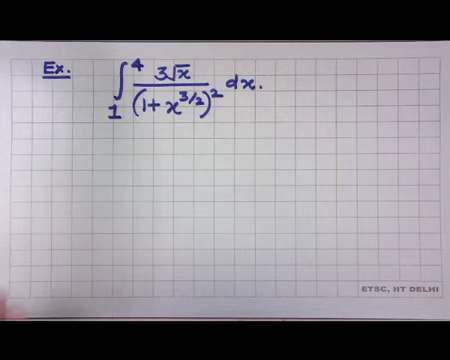 Ex. ∫₁⁴ 3√x / (1 + x^{3/2})² dx.
ETSC, IIT DELHI